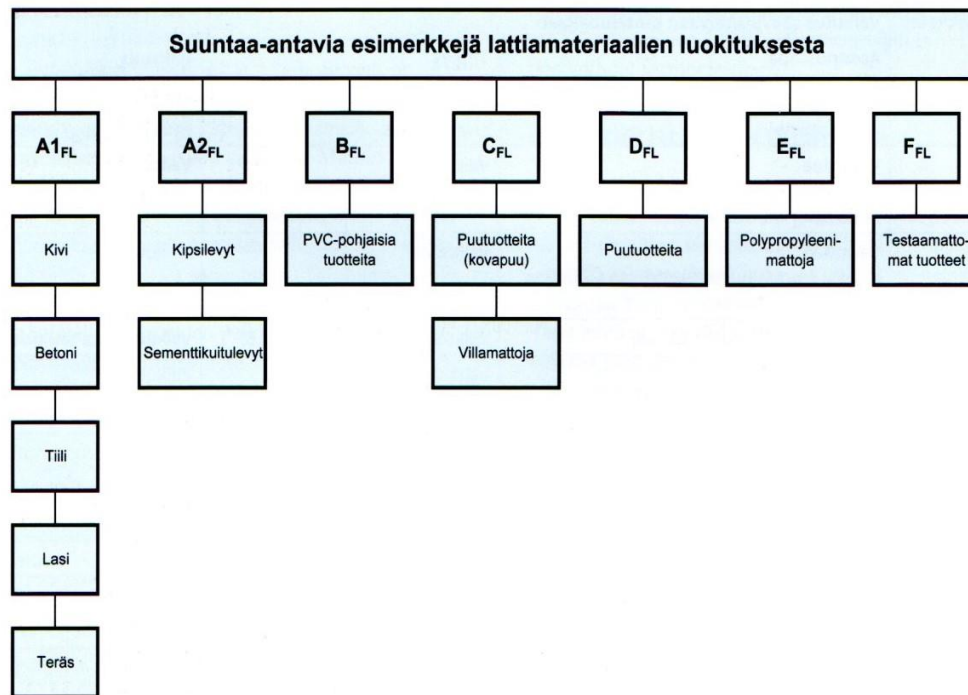 Suuntaa-antavia esimerkkejä lattiamateriaalien luokituksesta
A1FL
A2FL
BFL
CFL
DFL
EFL
FFL
Kivi
Kipsilevyt
PVC-pohjaisia
tuotteita
Puutuotteita
(kovapuu)
Puutuotteita
Polypropyleeni-
mattoja
Testaamatto-
mat tuotteet
Betoni
Sementtikuitulevyt
Villamattoja
Tiili
Lasi
Teräs